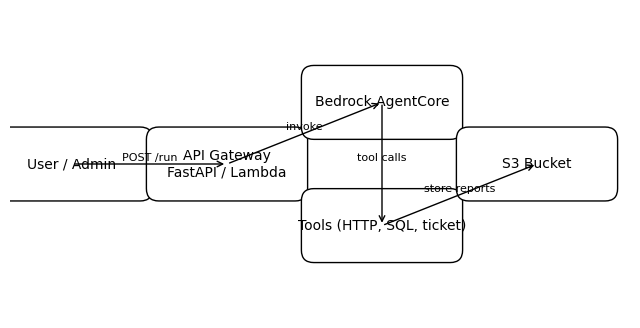 Bedrock AgentCore
invoke
User / Admin
POST /run
API Gateway
FastAPI / Lambda
tool calls
S3 Bucket
store reports
Tools (HTTP, SQL, ticket)